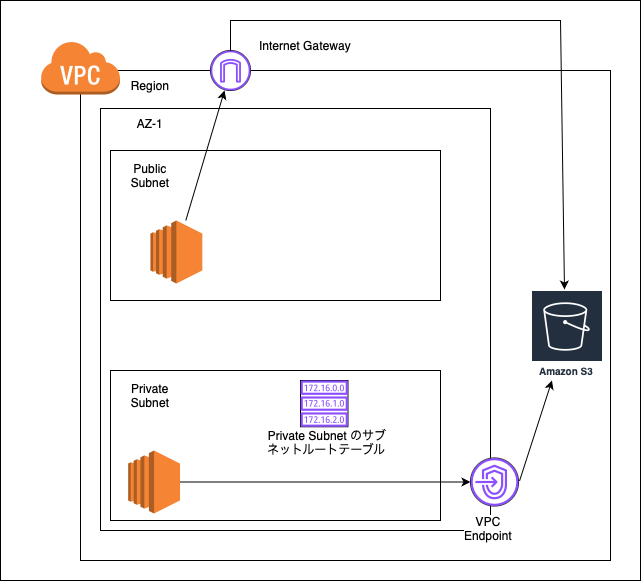 Internet Gateway
VPC
Region
AZ-1
Public
Subnet
Amazon S3
Private
Subnet
172.16.0.0
172.16.1.0
172.16.2.0
Private Subnet のサブ
ネットルートテーブル
VPC
Endpoint